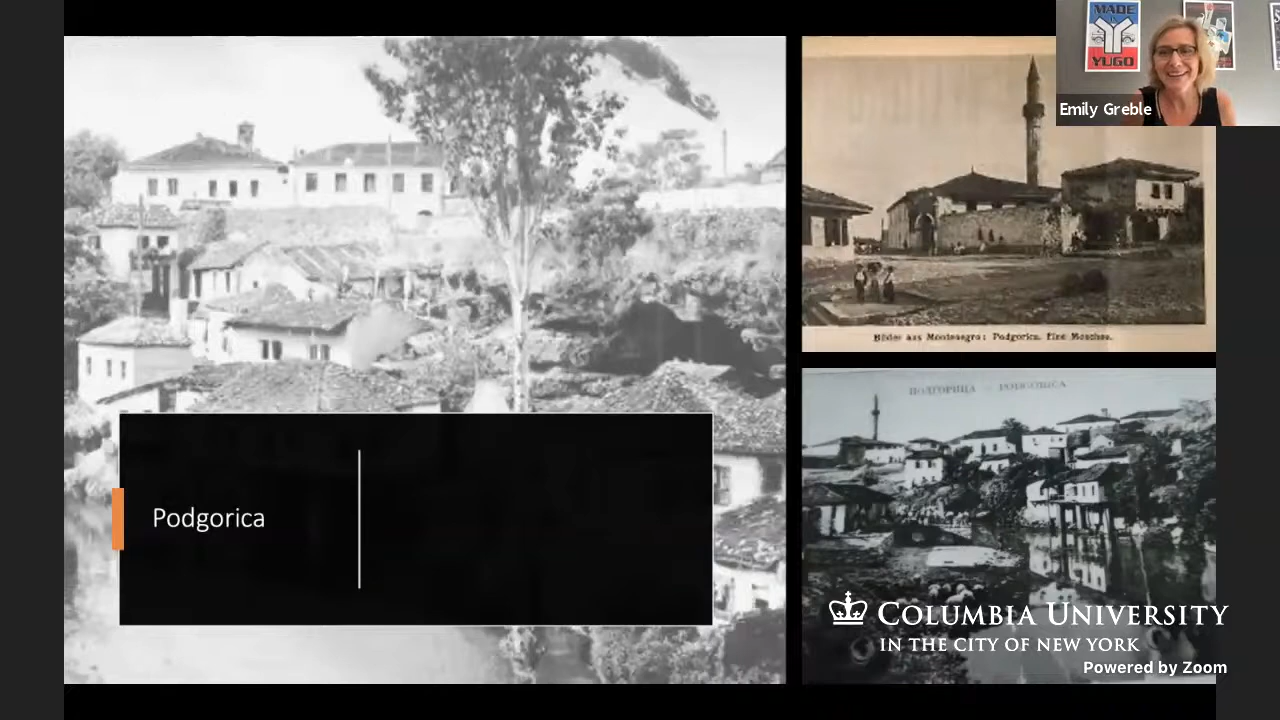 MADE
IN
YUGO
Emily Greble
Bilder aus Montenegro: Podgorica. Eine Moschee.
ПОДГОРИЦА – PODGORICA
Podgorica
COLUMBIA UNIVERSITY
IN THE CITY OF NEW YORK
Powered by Zoom